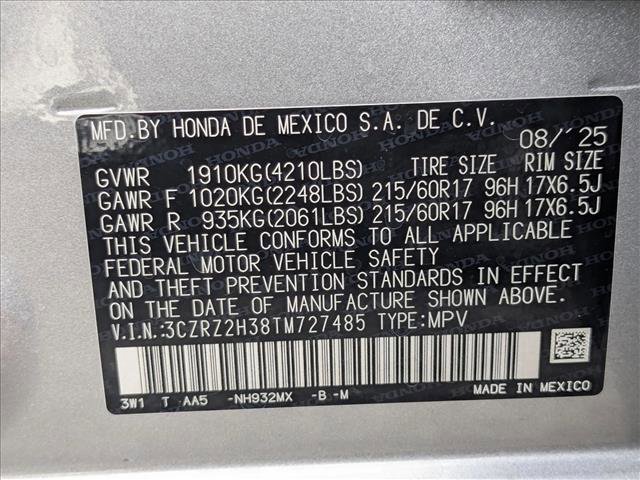 MFD.BY HONDA DE MEXICO S.A. DE C.V.
08/´25
GVWR 1910KG(4210LBS) TIRE SIZE RIM SIZE
GAWR F 1020KG(2248LBS) 215/60R17 96H 17X6.5J
GAWR R 935KG(2061LBS) 215/60R17 96H 17X6.5J
THIS VEHICLE CONFORMS TO ALL APPLICABLE
FEDERAL MOTOR VEHICLE SAFETY
AND THEFT PREVENTION STANDARDS IN EFFECT
ON THE DATE OF MANUFACTURE SHOWN ABOVE.
V.I.N.:3CZRZ2H38TM727485 TYPE:MPV
3W1 T AA5 -NH932MX -B -M
MADE IN MEXICO